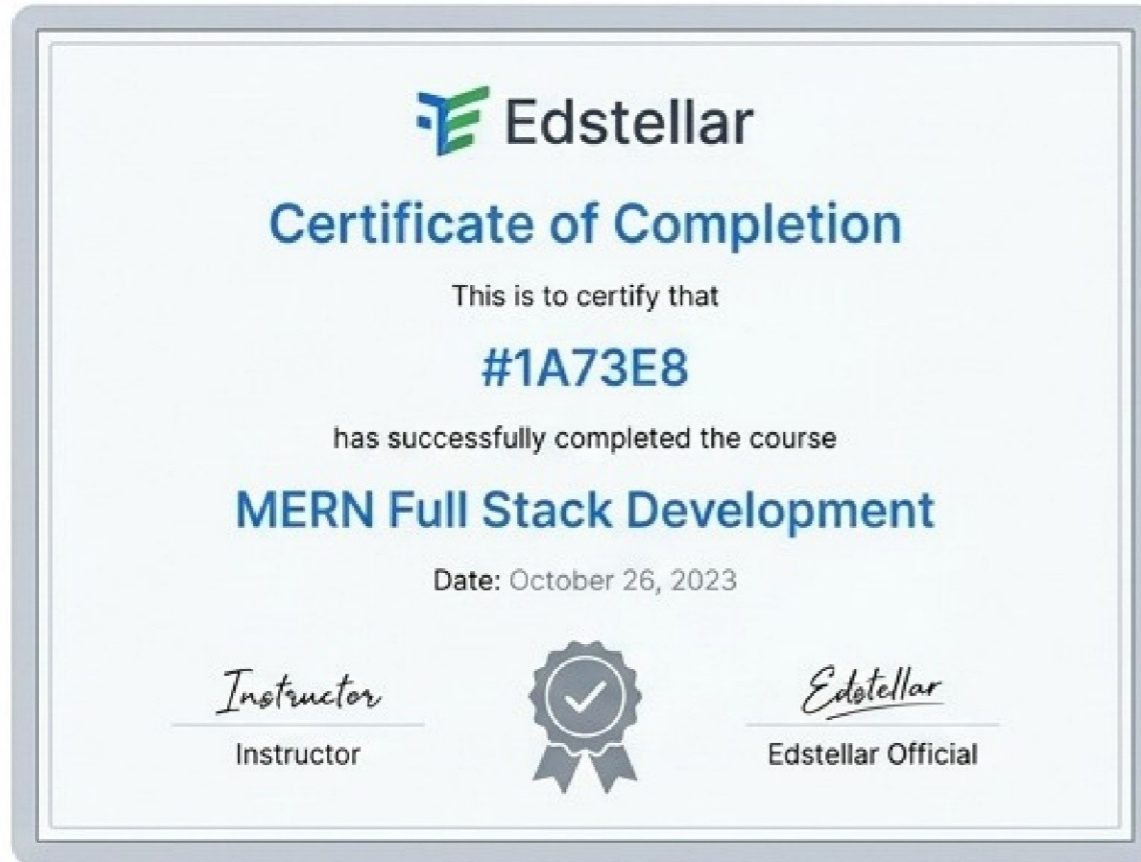 Edstellar
Certificate of Completion
This is to certify that
#1A73E8
has successfully completed the course
MERN Full Stack Development
Date: October 26, 2023
Instructor
Edstellar
Instructor
Edstellar Official